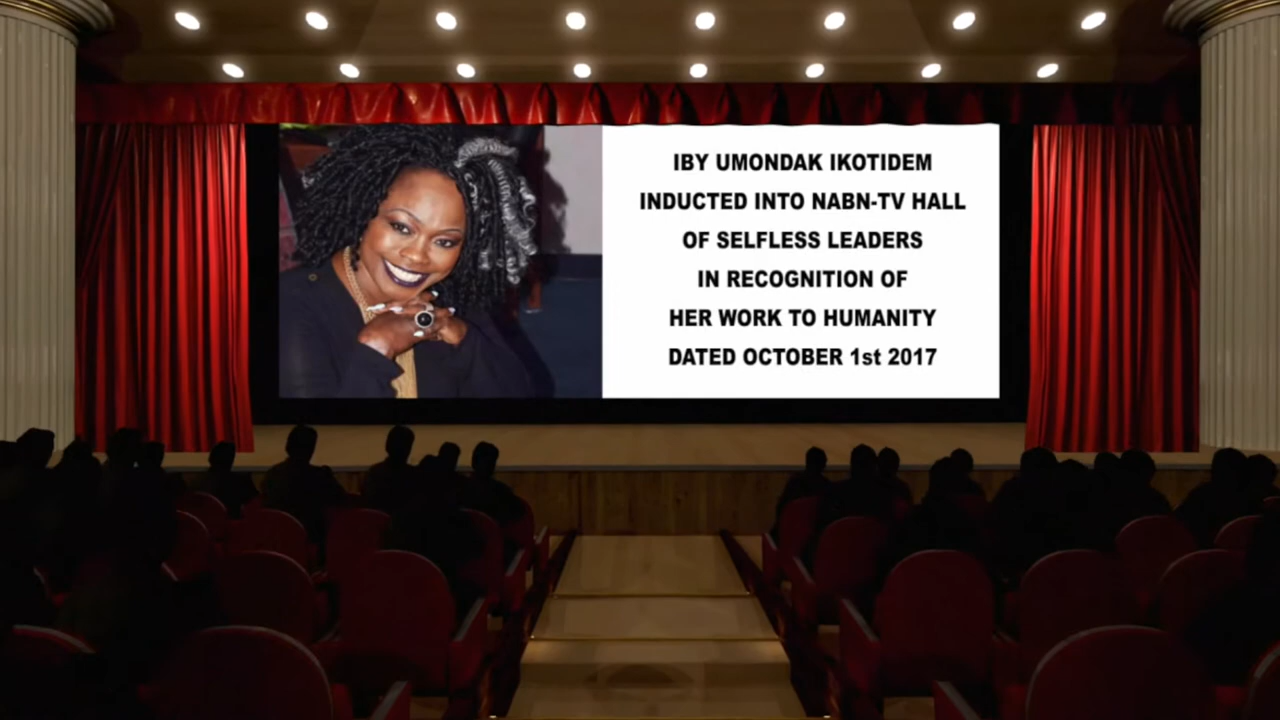 IBY UMONDAK IKOTIDEM
INDUCTED INTO NABN-TV HALL
OF SELFLESS LEADERS
IN RECOGNITION OF
HER WORK TO HUMANITY
DATED OCTOBER 1st 2017